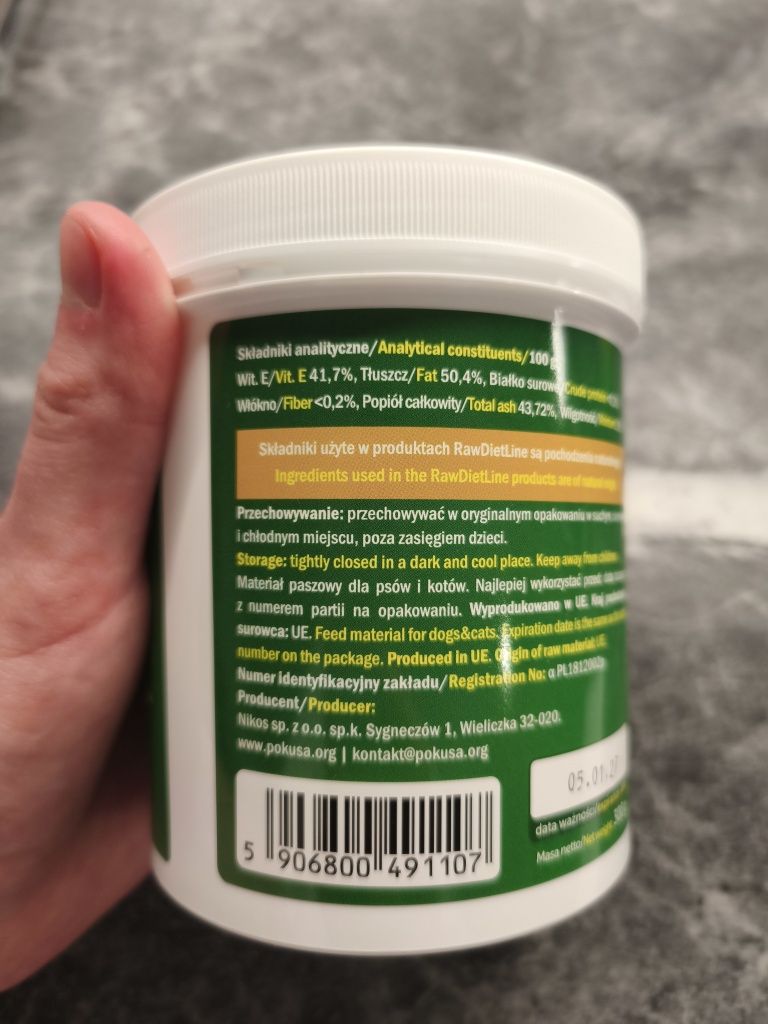 Składniki analityczne/Analytical constituents/100 g
Wit. E/Vit. E 41,7%, Tłuszcz/Fat 50,4%, Białko surowe/Crude protein
Włókno/Fiber <0,2%, Popiół całkowity/Total ash 43,72%, Wilgotność/
Składniki użyte w produktach RawDietLine są pochodzenia
Ingredients used in the RawDietLine products are of natural
Przechowywanie: przechowywać w oryginalnym opakowaniu w
i chłodnym miejscu, poza zasięgiem dzieci.
Storage: tightly closed in a dark and cool place. Keep away from
Materiał paszowy dla psów i kotów. Najlepiej wykorzystać przed:
z numerem partii na opakowaniu. Wyprodukowano w UE. Kraj
surowca: UE. Feed material for dogs&cats. Expiration date is the same
number on the package. Produced in UE. Origin of raw material: UE.
Numer identyfikacyjny zakładu/Registration No:
Producent/Producer:
Nikos sp. z o.o. sp.k. Sygneczów 1, Wieliczka 32-020.
www.pokusa.org | kontakt@pokusa.org
05.01.2
data ważności/
Masa netto/Net weight:
5 906800 491107